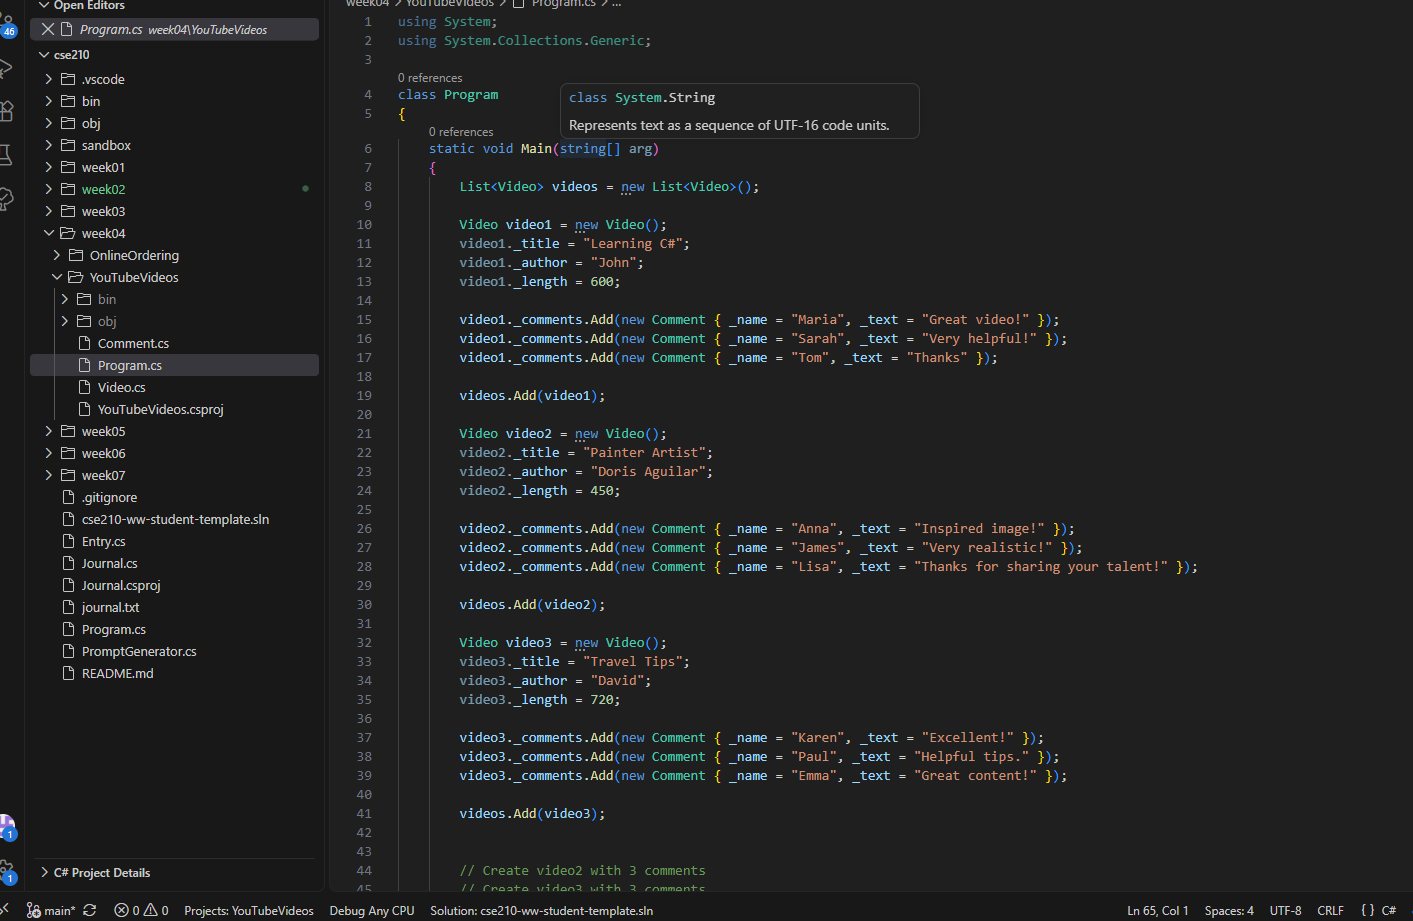 Open Editors
Program.cs week04\YouTubeVideos
46
cse210
.vscode
bin
obj
sandbox
week01
week02
week03
week04
OnlineOrdering
YouTubeVideos
bin
obj
Comment.cs
Program.cs
Video.cs
YouTubeVideos.csproj
week05
week06
week07
.gitignore
cse210-ww-student-template.sln
Entry.cs
Journal.cs
Journal.csproj
journal.txt
Program.cs
PromptGenerator.cs
README.md
1
C# Project Details
1
week04 > YouTubeVideos > Program.cs > ...
1 using System;
2 using System.Collections.Generic;
3
0 references
4 class Program
class System.String
Represents text as a sequence of UTF-16 code units.
5 {
0 references
6 static void Main(string[] arg)
7 {
8 List<Video> videos = new List<Video>();
9
10 Video video1 = new Video();
11 video1._title = "Learning C#";
12 video1._author = "John";
13 video1._length = 600;
14
15 video1._comments.Add(new Comment { _name = "Maria", _text = "Great video!" });
16 video1._comments.Add(new Comment { _name = "Sarah", _text = "Very helpful!" });
17 video1._comments.Add(new Comment { _name = "Tom", _text = "Thanks" });
18
19 videos.Add(video1);
20
21 Video video2 = new Video();
22 video2._title = "Painter Artist";
23 video2._author = "Doris Aguilar";
24 video2._length = 450;
25
26 video2._comments.Add(new Comment { _name = "Anna", _text = "Inspired image!" });
27 video2._comments.Add(new Comment { _name = "James", _text = "Very realistic!" });
28 video2._comments.Add(new Comment { _name = "Lisa", _text = "Thanks for sharing your talent!" });
29
30 videos.Add(video2);
31
32 Video video3 = new Video();
33 video3._title = "Travel Tips";
34 video3._author = "David";
35 video3._length = 720;
36
37 video3._comments.Add(new Comment { _name = "Karen", _text = "Excellent!" });
38 video3._comments.Add(new Comment { _name = "Paul", _text = "Helpful tips." });
39 video3._comments.Add(new Comment { _name = "Emma", _text = "Great content!" });
40
41 videos.Add(video3);
42
43
44 // Create video2 with 3 comments
45 // Create video3 with 3 comments
main* 0 0 Projects: YouTubeVideos Debug Any CPU Solution: cse210-ww-student-template.sln Ln 65, Col 1 Spaces: 4 UTF-8 CRLF { } C#